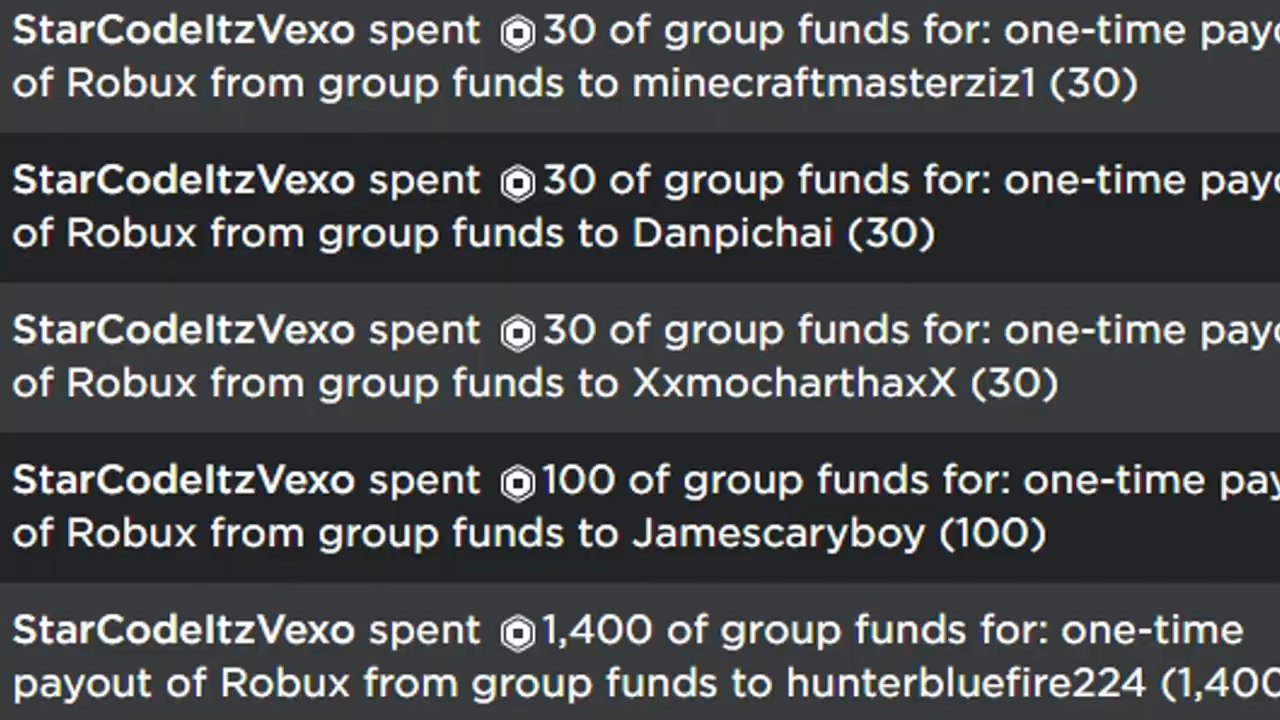 StarCodeItzVexo spent 30 of group funds for: one-time payo
of Robux from group funds to minecraftmasterziz1 (30)
StarCodeItzVexo spent 30 of group funds for: one-time payo
of Robux from group funds to Danpichai (30)
StarCodeItzVexo spent 30 of group funds for: one-time payo
of Robux from group funds to XxmocharthaxX (30)
StarCodeItzVexo spent 100 of group funds for: one-time pay
of Robux from group funds to Jamescaryboy (100)
StarCodeItzVexo spent 1,400 of group funds for: one-time
payout of Robux from group funds to hunterbluefire224 (1,400